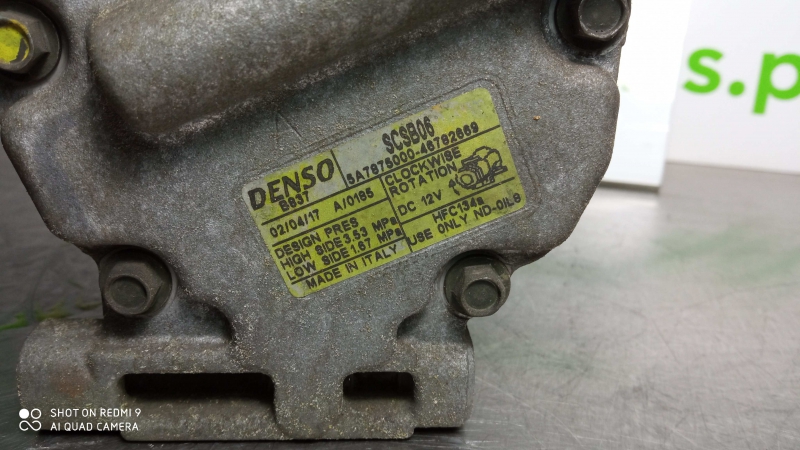 s.p
DENSO
SCSB06
B937
5A7875000-46782669
02/04/17 A/0185
CLOCKWISE
ROTATION
DC 12V
DESIGN PRES
HIGH SIDE 3,53 MPa
LOW SIDE 1,67 MPa
HFC134a
USE ONLY ND-OIL8
MADE IN ITALY
SHOT ON REDMI 9
AI QUAD CAMERA